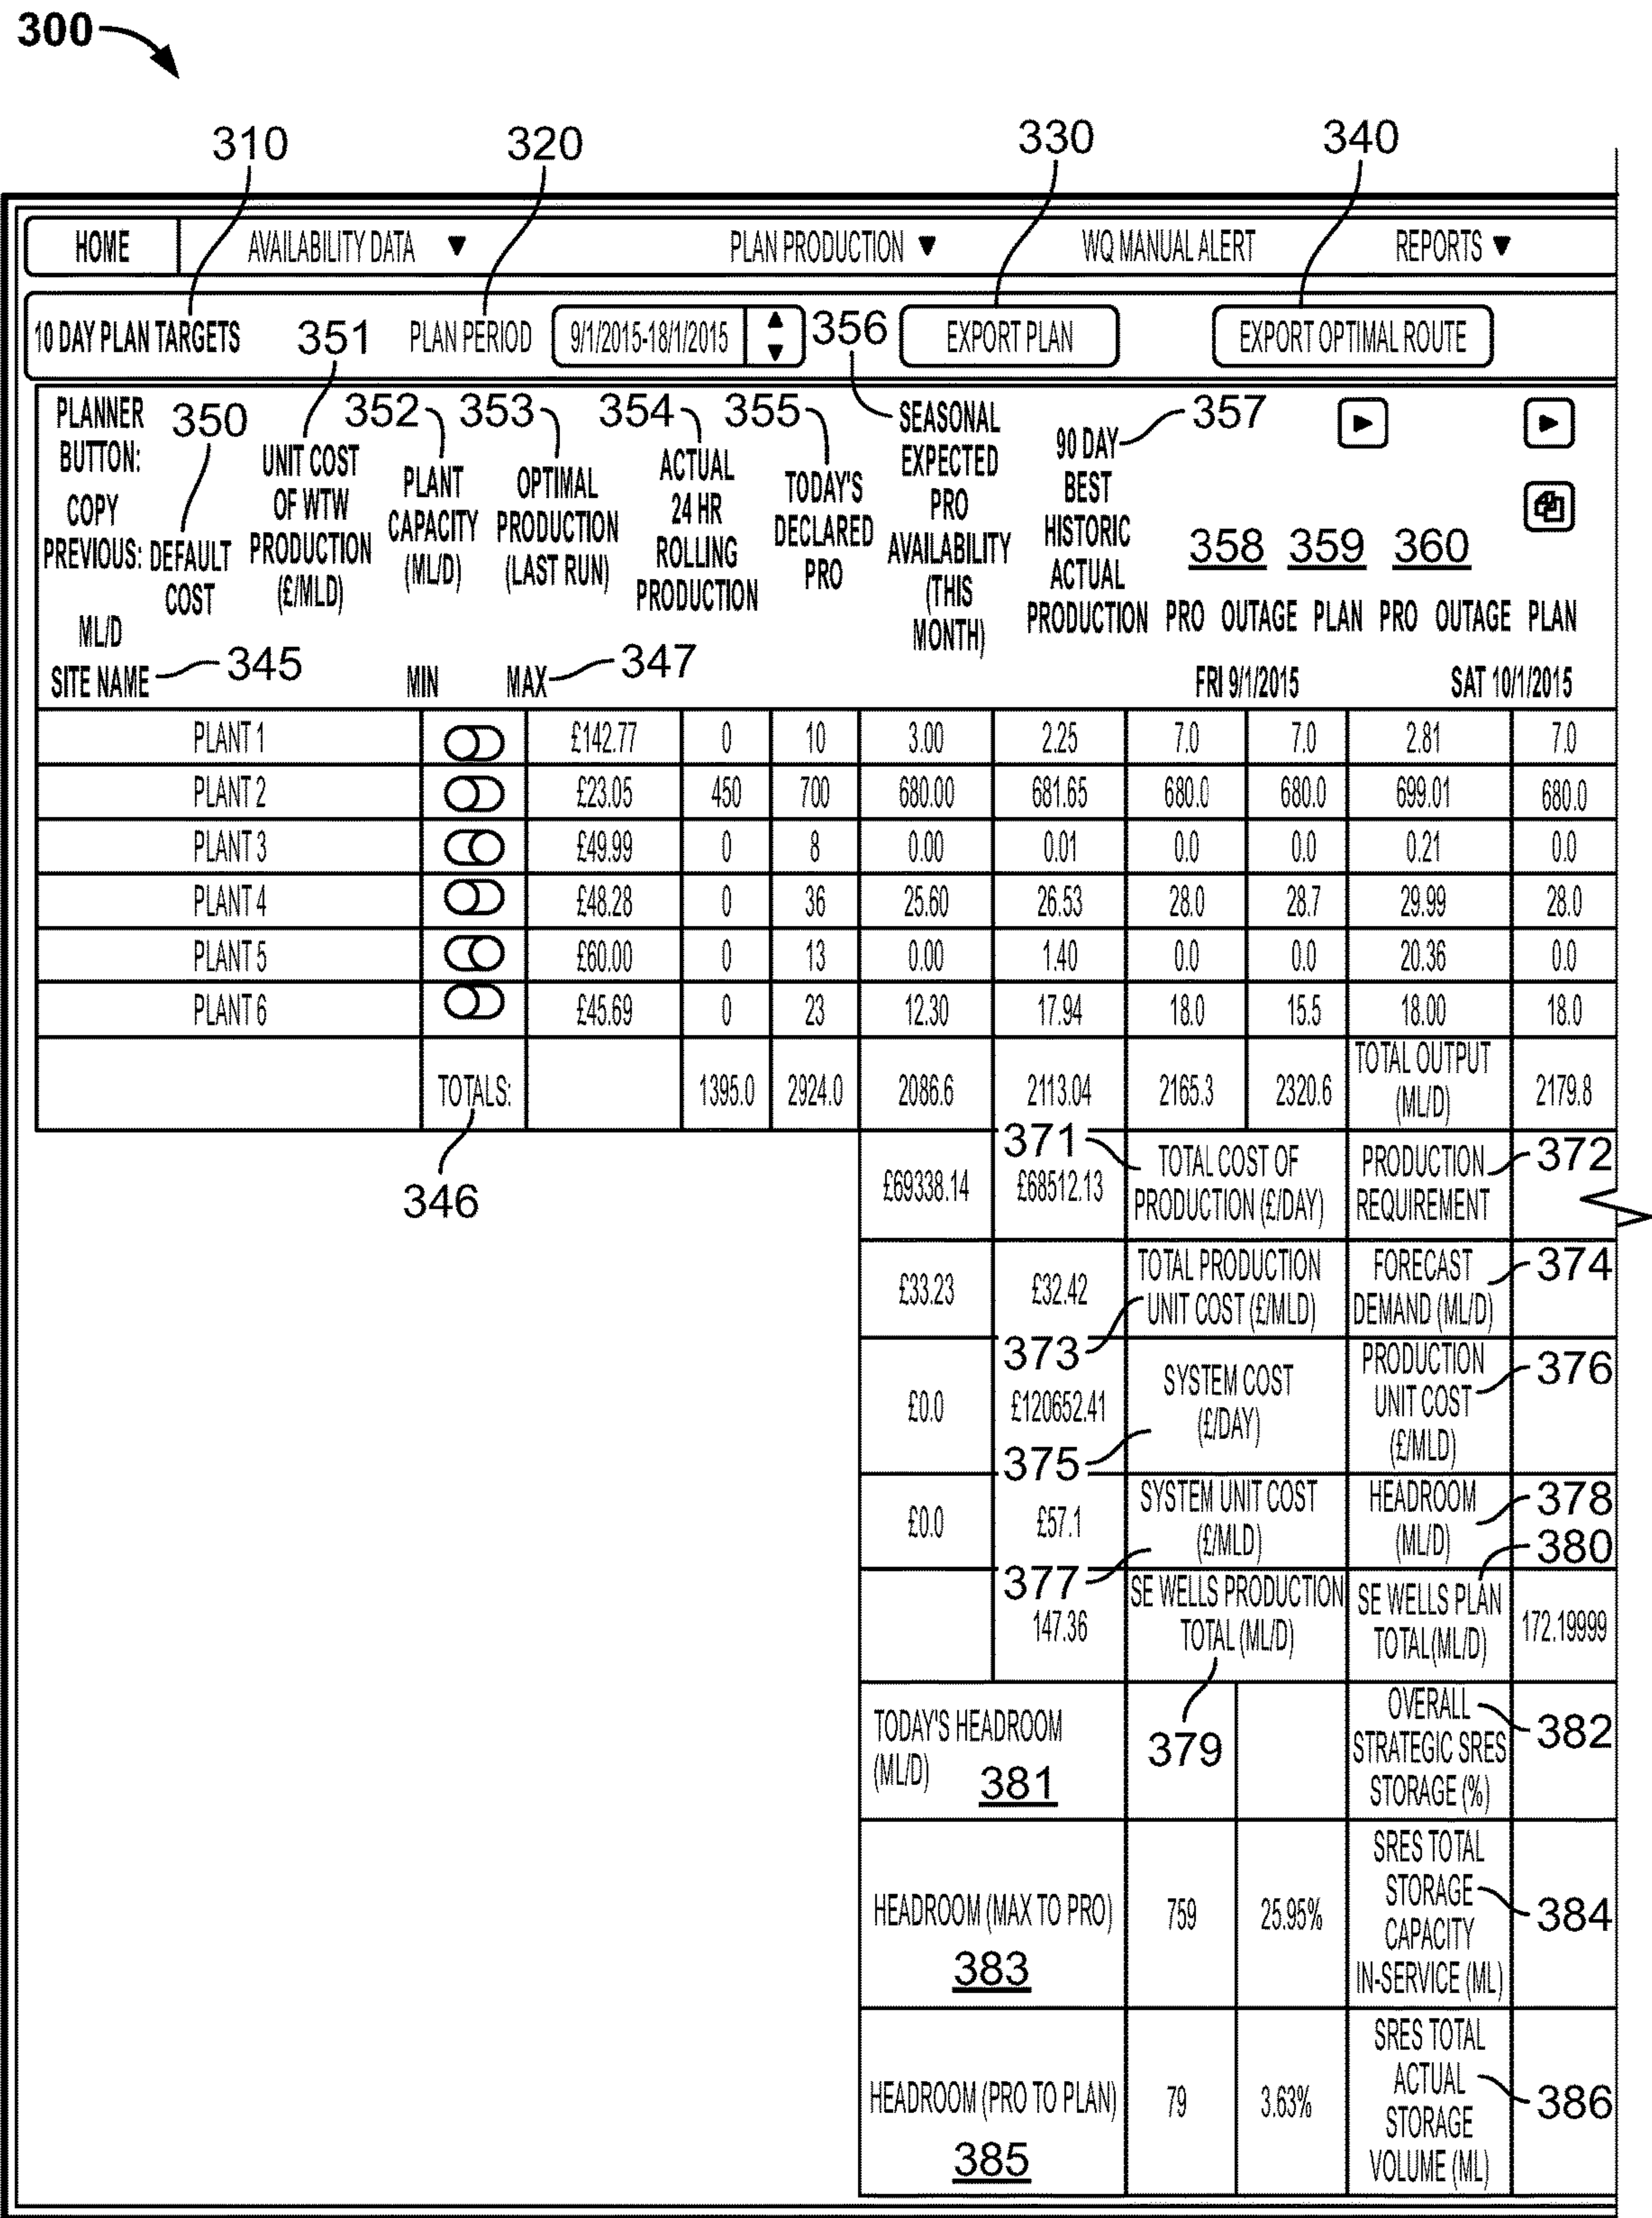 300
310 320 330 340
HOME AVAILABILITY DATA ▼ PLAN PRODUCTION ▼ WQ MANUAL ALERT REPORTS ▼
10 DAY PLAN TARGETS 351 PLAN PERIOD 9/1/2015-18/1/2015 356 EXPORT PLAN EXPORT OPTIMAL ROUTE
PLANNER
BUTTON:
COPY
PREVIOUS:
ML/D
350
DEFAULT
COST
UNIT COST
OF WTW
PRODUCTION
(£/MLD)
352
PLANT
CAPACITY
(ML/D)
353
OPTIMAL
PRODUCTION
(LAST RUN)
354
ACTUAL
24 HR
ROLLING
PRODUCTION
355
TODAY'S
DECLARED
PRO
SEASONAL
EXPECTED
PRO
AVAILABILITY
(THIS
MONTH)
357
90 DAY
BEST
HISTORIC
ACTUAL
PRODUCTION
358 359 360
PRO OUTAGE PLAN PRO OUTAGE PLAN
SITE NAME 345 MIN MAX 347 FRI 9/1/2015 SAT 10/1/2015
PLANT 1 £142.77 0 10 3.00 2.25 7.0 7.0 2.81 7.0
PLANT 2 £23.05 450 700 680.00 681.65 680.0 680.0 699.01 680.0
PLANT 3 £49.99 0 8 0.00 0.01 0.0 0.0 0.21 0.0
PLANT 4 £48.28 0 36 25.60 26.53 28.0 28.7 29.99 28.0
PLANT 5 £60.00 0 13 0.00 1.40 0.0 0.0 20.36 0.0
PLANT 6 £45.69 0 23 12.30 17.94 18.0 15.5 18.00 18.0
TOTALS: 1395.0 2924.0 2086.6 2113.04 2165.3 2320.6 TOTAL OUTPUT
(ML/D) 2179.8
346
£69338.14 371
£68512.13 TOTAL COST OF
PRODUCTION (£/DAY) PRODUCTION
REQUIREMENT 372
£33.23 £32.42 TOTAL PRODUCTION
UNIT COST (£/MLD) FORECAST
DEMAND (ML/D) 374
373
£0.0 £120652.41 SYSTEM COST
(£/DAY) PRODUCTION
UNIT COST
(£/MLD) 376
375
£0.0 £57.1 SYSTEM UNIT COST
(£/MLD) HEADROOM
(ML/D) 378
380
377
147.36 SE WELLS PRODUCTION
TOTAL (ML/D) SE WELLS PLAN
TOTAL(ML/D) 172.19999
TODAY'S HEADROOM
(ML/D) 381 379 OVERALL
STRATEGIC SRES
STORAGE (%) 382
HEADROOM (MAX TO PRO)
383 759 25.95% SRES TOTAL
STORAGE
CAPACITY
IN-SERVICE (ML) 384
HEADROOM (PRO TO PLAN)
385 79 3.63% SRES TOTAL
ACTUAL
STORAGE
VOLUME (ML) 386